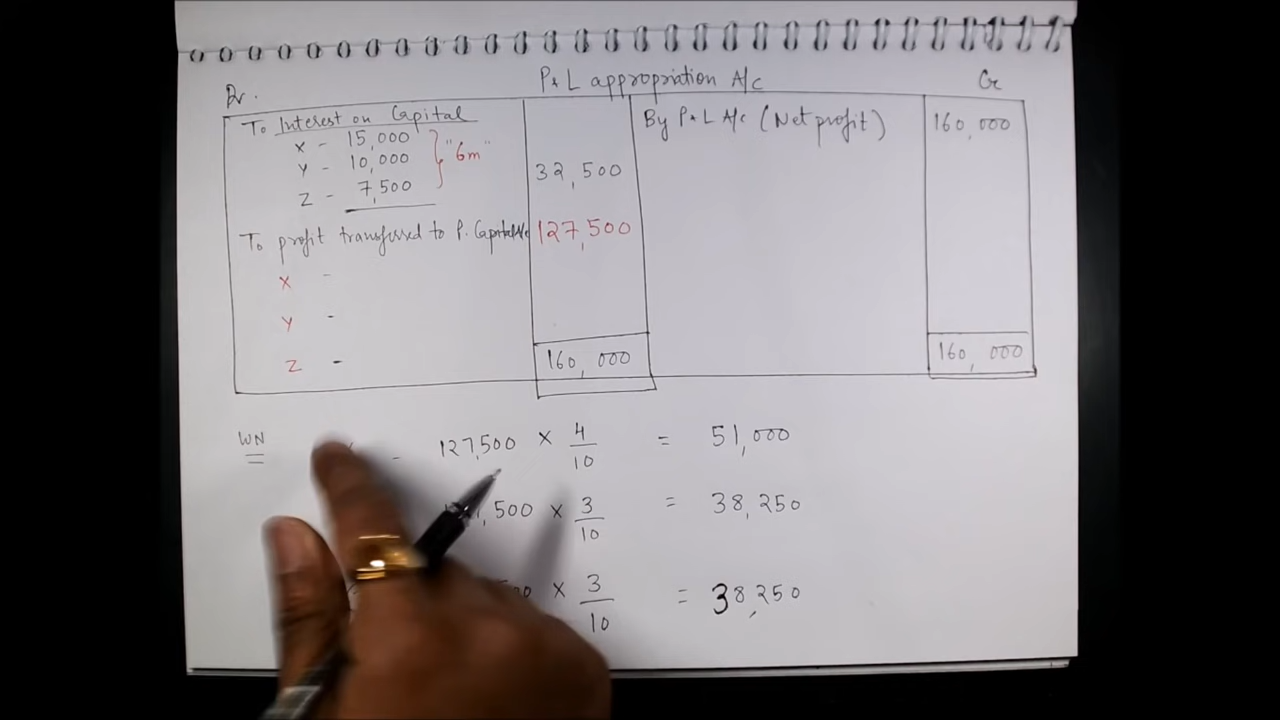 Dr. P & L appropriation A/c Cr
To Interest on Capital
X - 15,000
Y - 10,000 "6m"
Z - 7,500
32,500
To profit transfrred to P. Capital A/c 127,500
X -
Y -
Z -
160,000
By P & L A/c (Net profit) 160,000
160,000
WN
- 127,500 × 4/10 = 51,000
,500 × 3/10 = 38,250
× 3/10 = 38,250